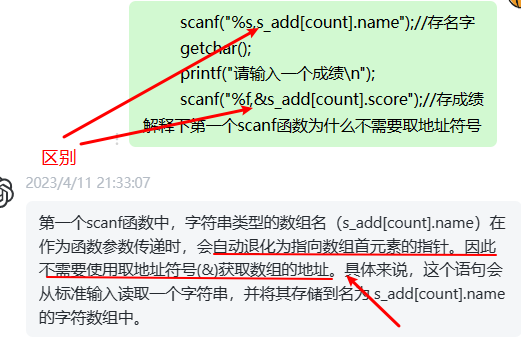 scanf("%s,s_add[count].name");//存名字
getchar();
printf("请输入一个成绩\n");
scanf("%f,&s_add[count].score");//存成绩
解释下第一个scanf函数为什么不需要取地址符号
区别
2023/4/11 21:33:07
第一个scanf函数中，字符串类型的数组名（s_add[count].name）在
作为函数参数传递时，会自动退化为指向数组首元素的指针。因此
不需要使用取地址符号(&)获取数组的地址。具体来说，这个语句会
从标准输入读取一个字符串，并将其存储到名为 s_add[count].name
的字符数组中。